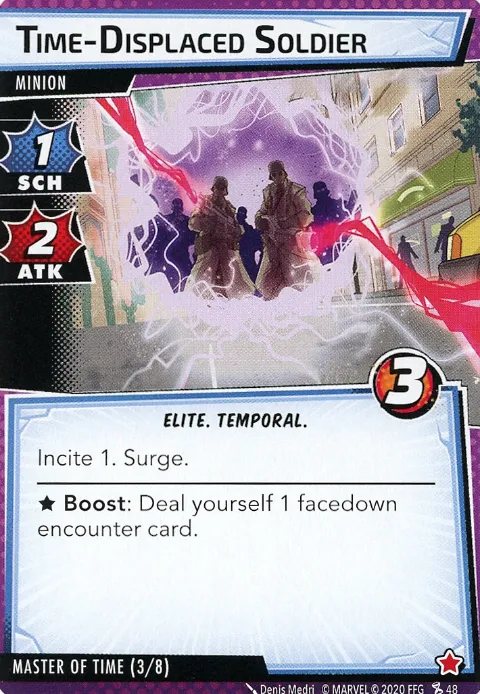 TIME-DISPLACED SOLDIER
MINION
1
SCH
2
ATK
3
ELITE. TEMPORAL.
Incite 1. Surge.
★ Boost: Deal yourself 1 facedown
encounter card.
MASTER OF TIME (3/8)
Denis Medri © MARVEL © 2020 FFG 48